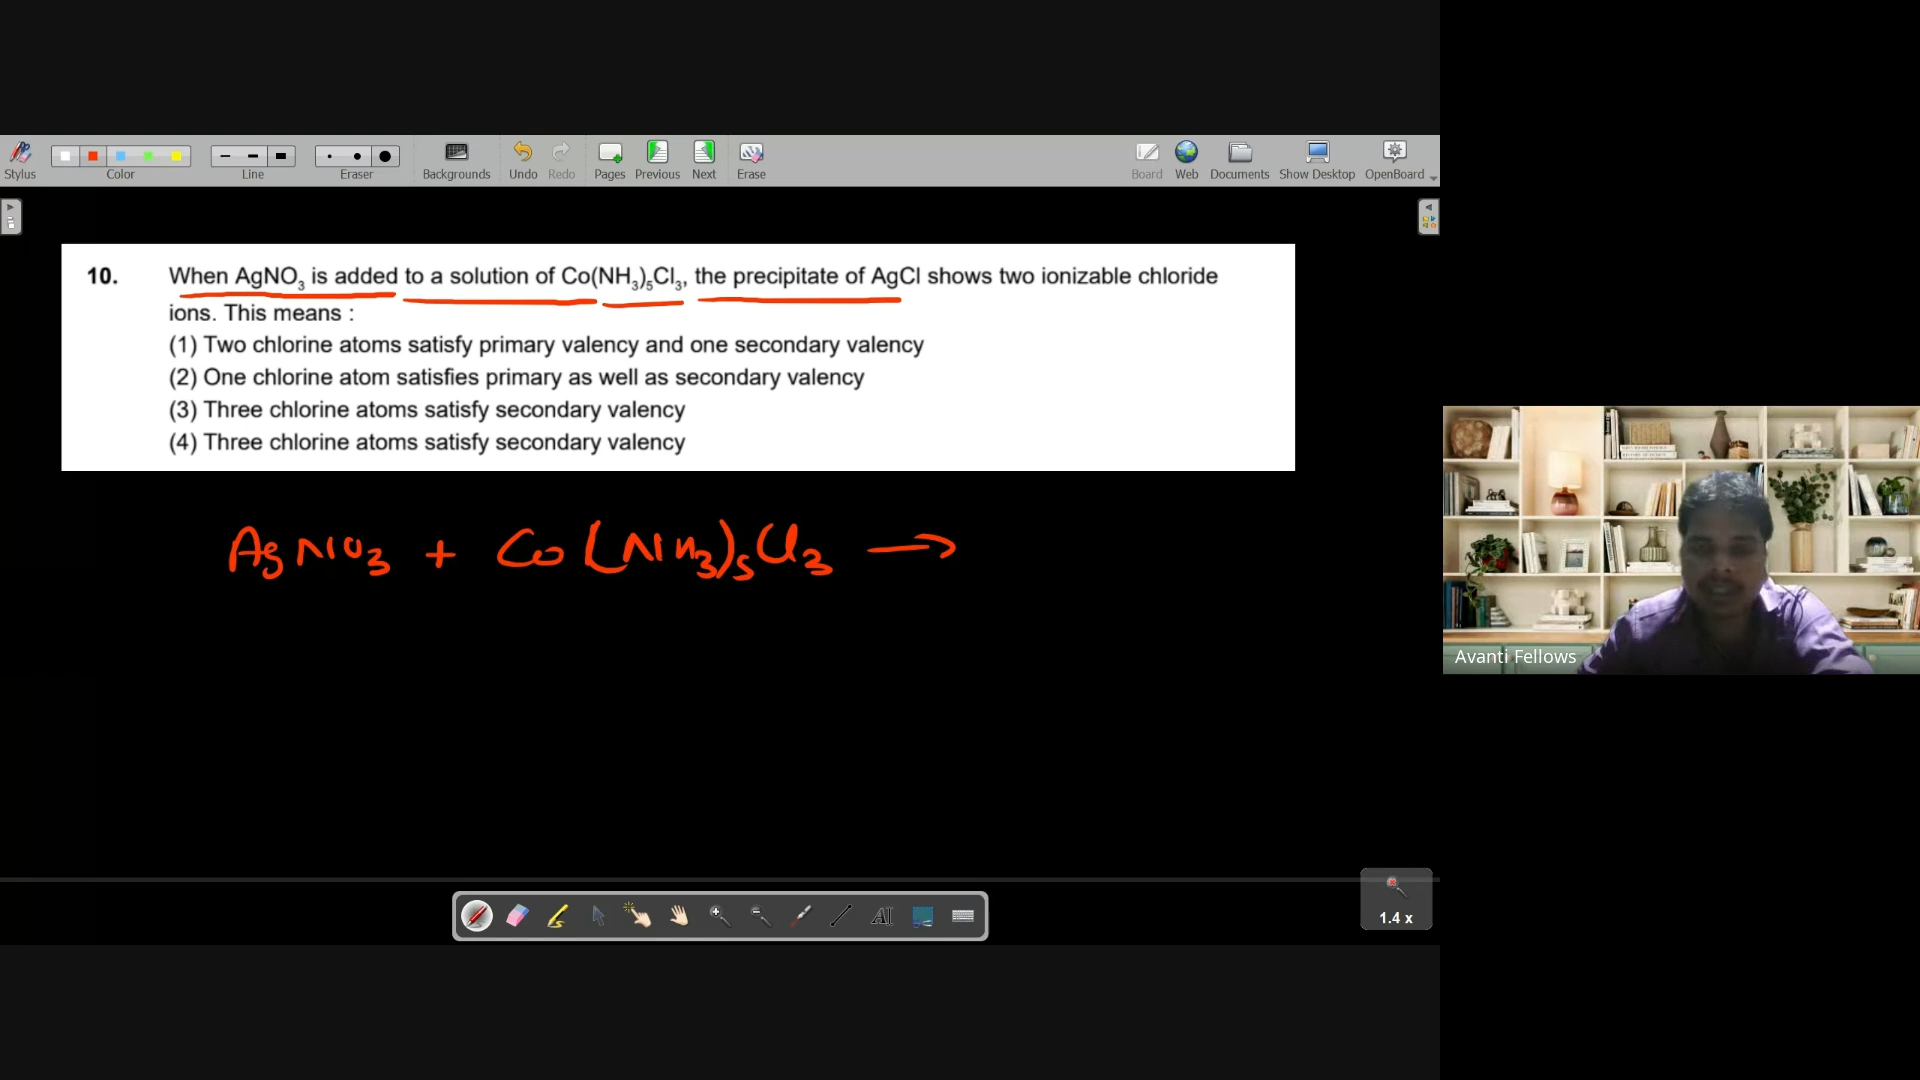 Stylus Color Line Eraser Backgrounds Undo Redo Pages Previous Next Erase Board Web Documents Show Desktop OpenBoard
10. When AgNO₃ is added to a solution of Co(NH₃)₅Cl₃, the precipitate of AgCl shows two ionizable chloride
ions. This means :
(1) Two chlorine atoms satisfy primary valency and one secondary valency
(2) One chlorine atom satisfies primary as well as secondary valency
(3) Three chlorine atoms satisfy secondary valency
(4) Three chlorine atoms satisfy secondary valency
AgNO₃ + Co(NH₃)₅Cl₃ →
Avanti Fellows
AI
1.4 x